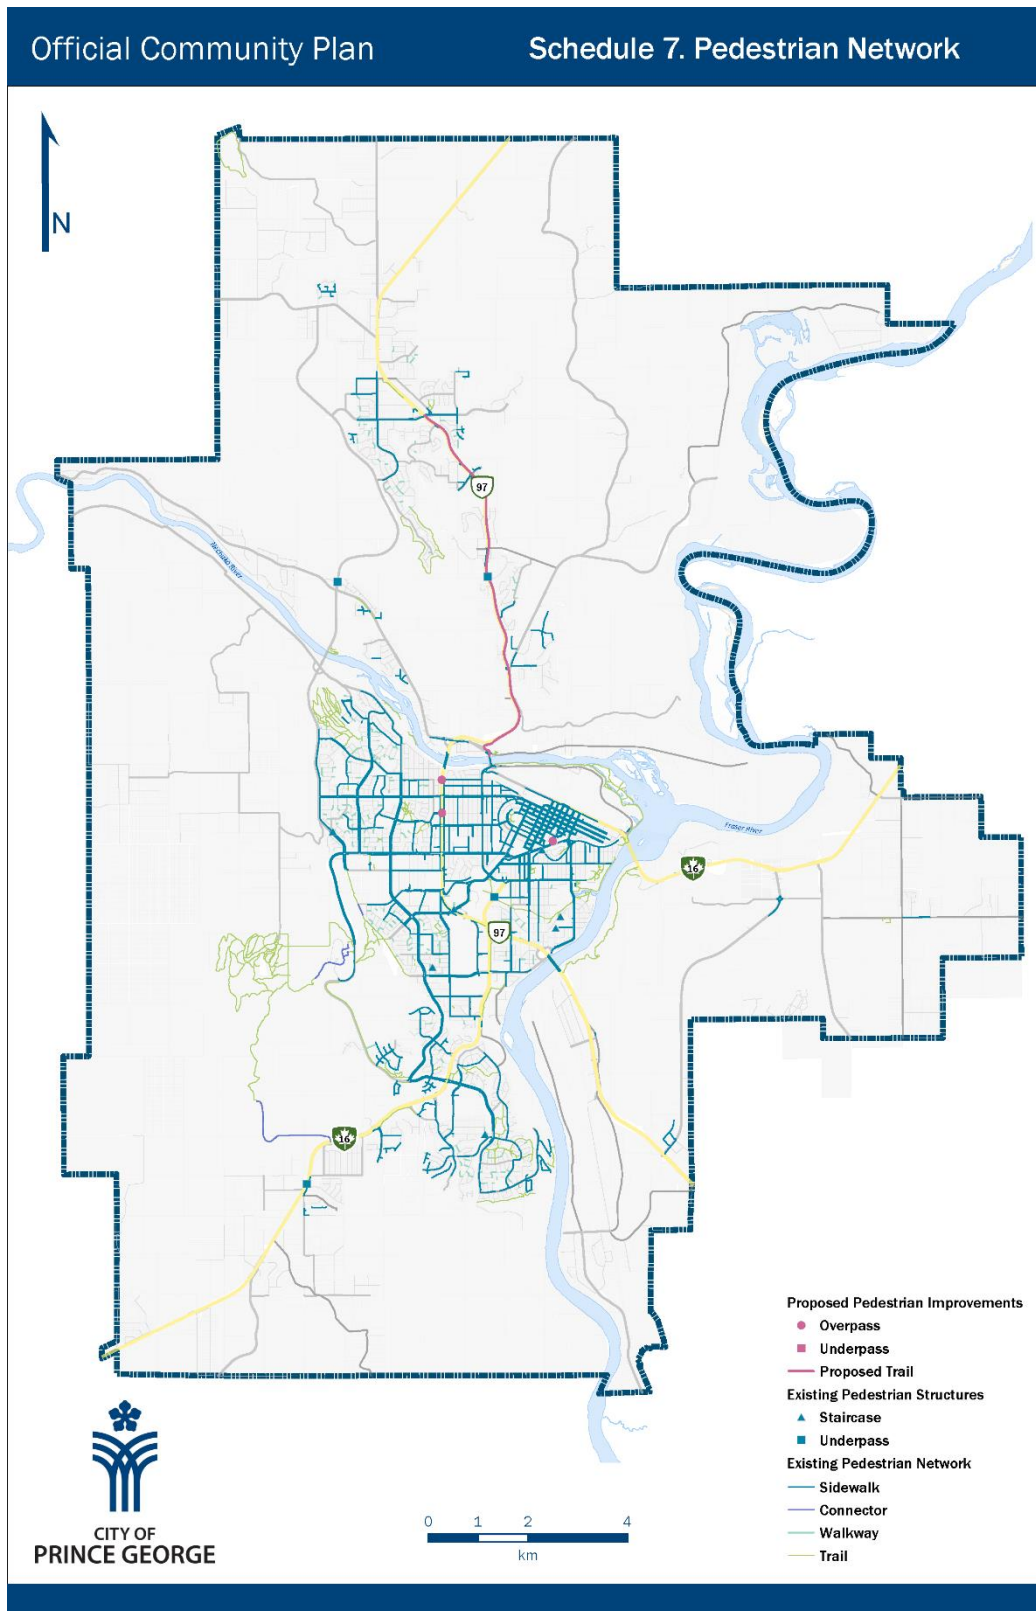 Official Community Plan
Schedule 7. Pedestrian Network
N
97
Nechako River
Fraser River
16
97
16
Proposed Pedestrian Improvements
Overpass
Underpass
Proposed Trail
Existing Pedestrian Structures
Staircase
Underpass
Existing Pedestrian Network
Sidewalk
Connector
Walkway
Trail
0 1 2 4
km
CITY OF
PRINCE GEORGE